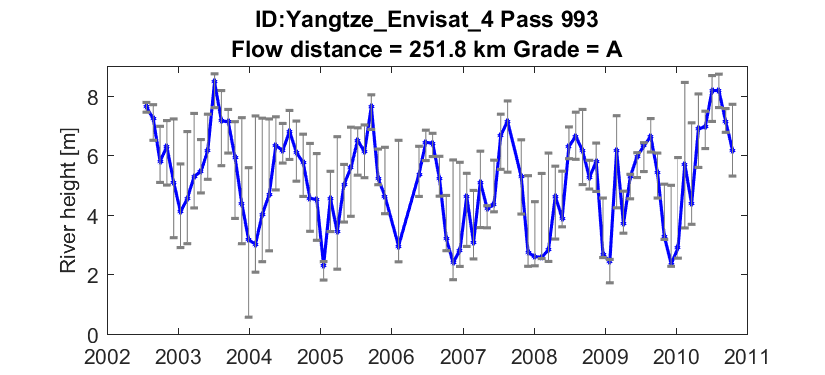 ID:Yangtze_Envisat_4 Pass 993
Flow distance = 251.8 km Grade = A
River height [m]
8
6
4
2
0
2002 2003 2004 2005 2006 2007 2008 2009 2010 2011